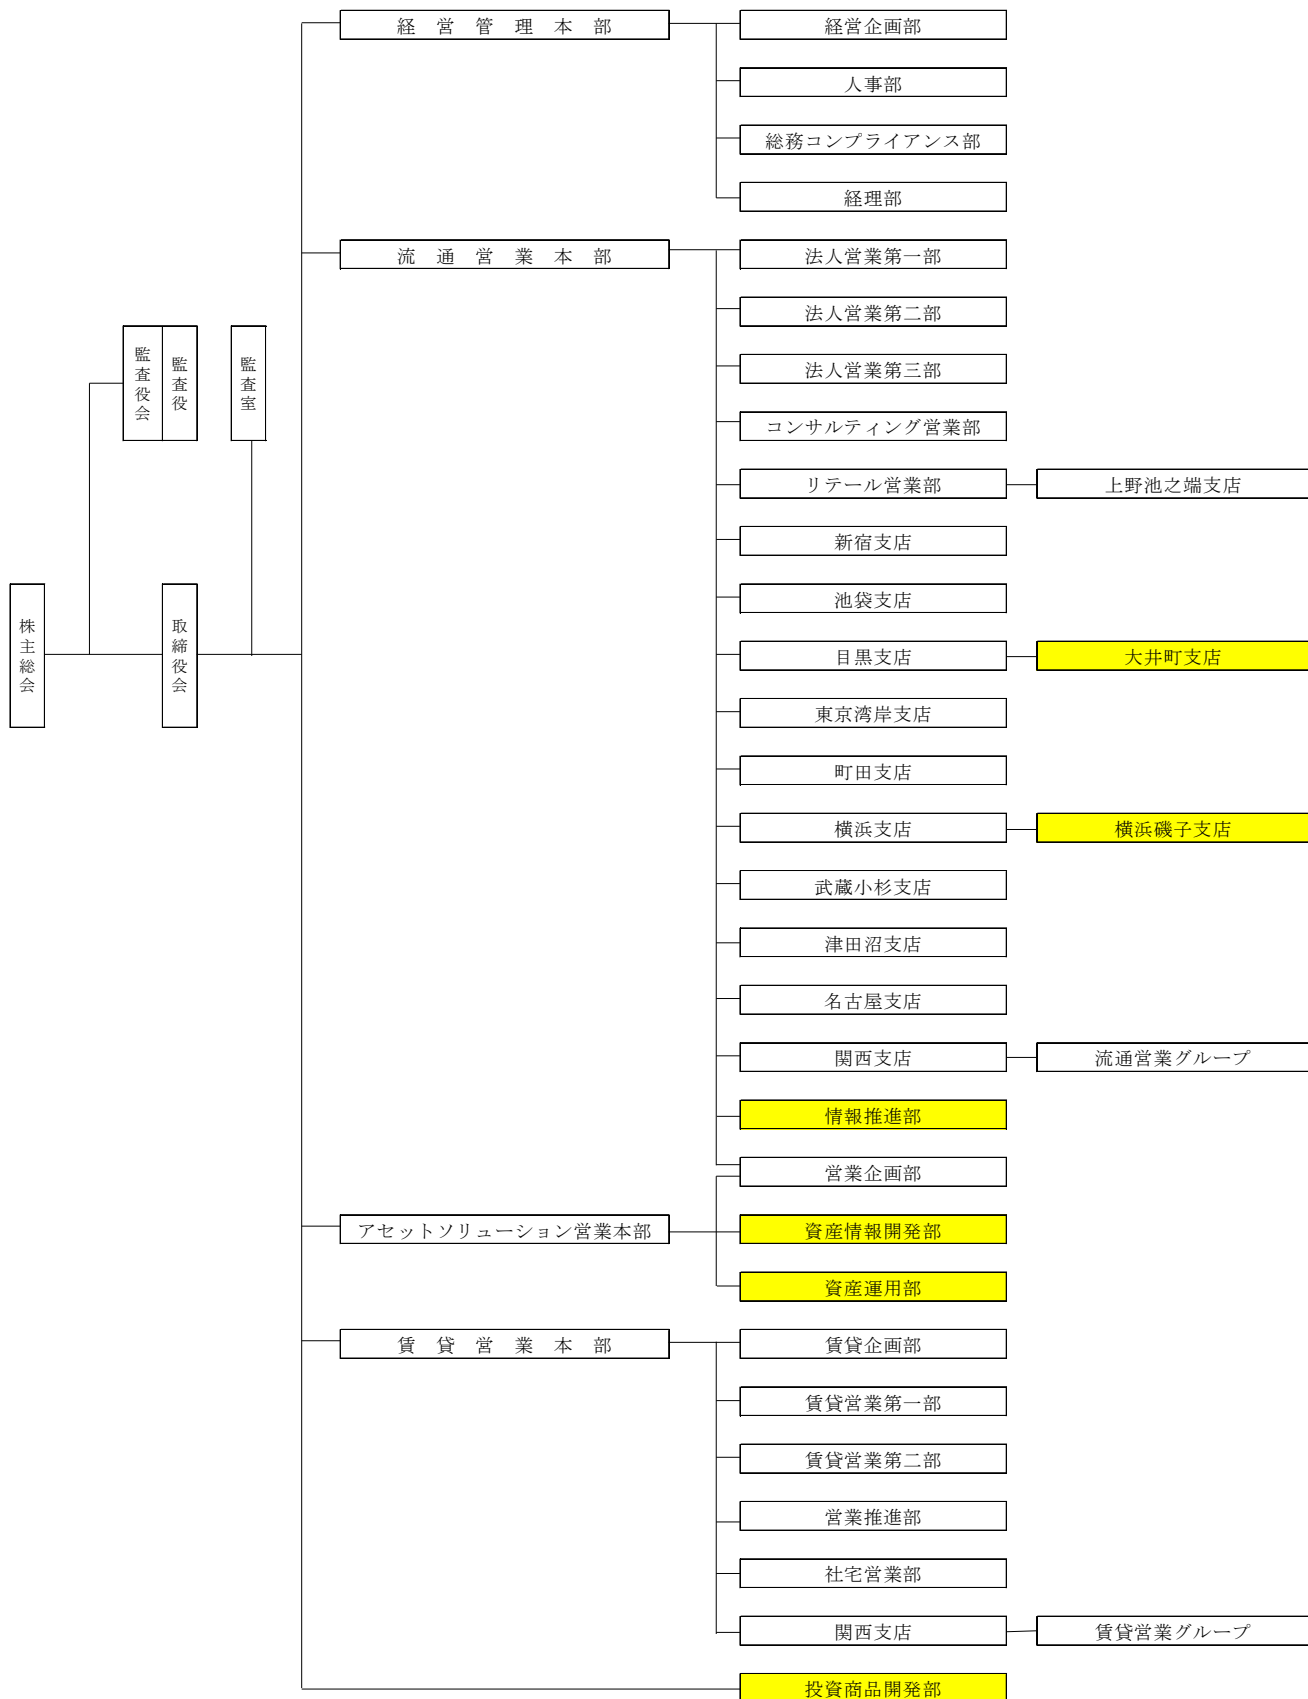 経営管理本部
経営企画部
人事部
総務コンプライアンス部
経理部
流通営業本部
法人営業第一部
法人営業第二部
法人営業第三部
コンサルティング営業部
リテール営業部
上野池之端支店
新宿支店
池袋支店
目黒支店
大井町支店
東京湾岸支店
町田支店
横浜支店
横浜磯子支店
武蔵小杉支店
津田沼支店
名古屋支店
関西支店
流通営業グループ
情報推進部
営業企画部
アセットソリューション営業本部
資産情報開発部
資産運用部
賃貸営業本部
賃貸企画部
賃貸営業第一部
賃貸営業第二部
営業推進部
社宅営業部
関西支店
賃貸営業グループ
投資商品開発部
監査役会
監査役
監査室
株主総会
取締役会